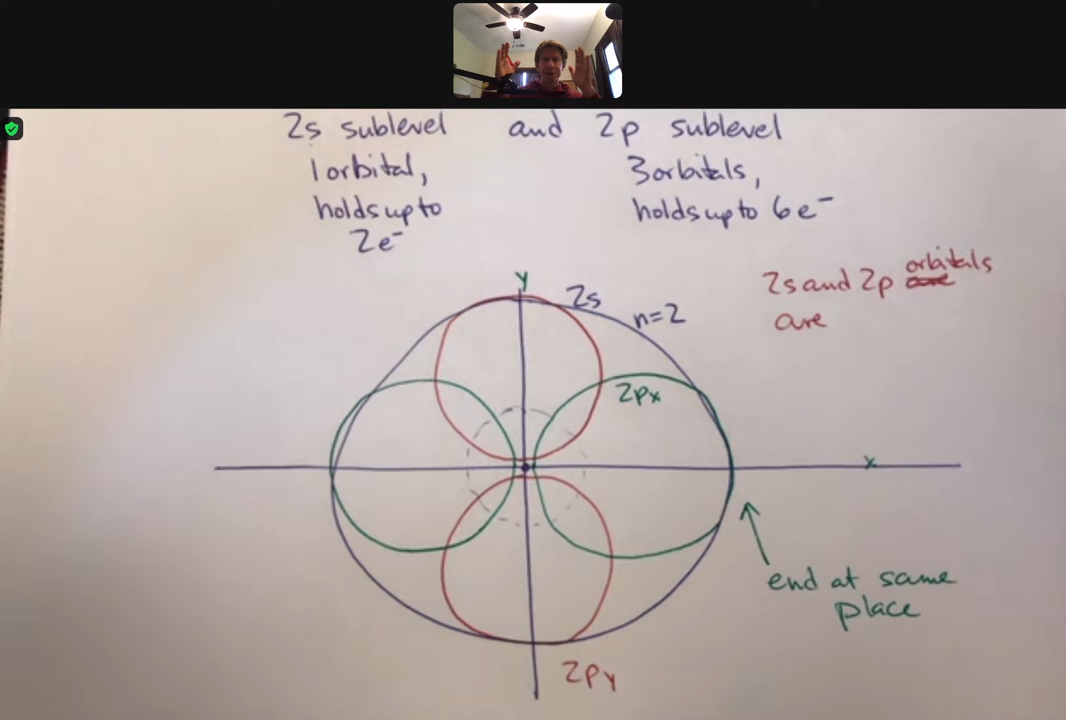 2s sublevel and 2p sublevel
1 orbital, 3 orbitals,
holds up to holds up to 6e⁻
2e⁻
2s and 2p are orbitals
are
y
2s
n=2
2px
x
end at same
place
2py